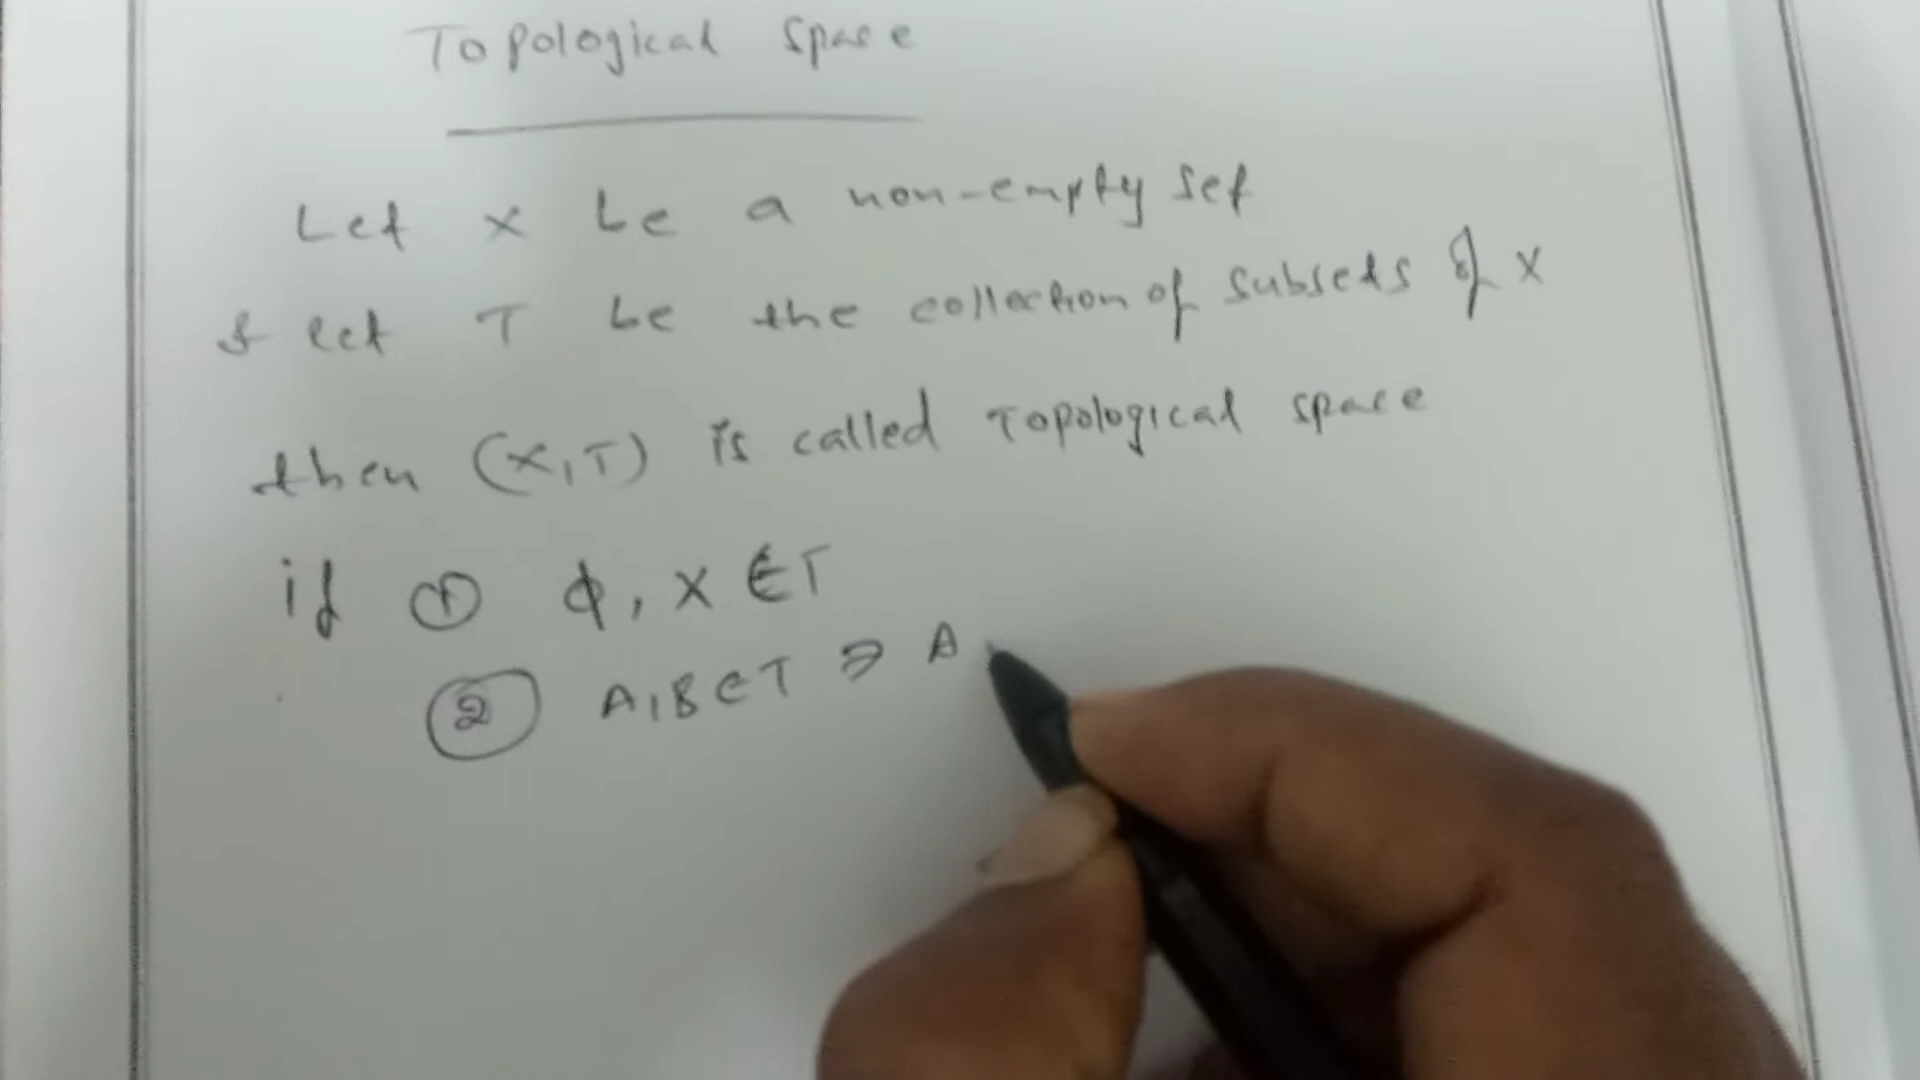 Topological space
Let x be a non-empty set
& let T be the collection of subsets of X
then (X,T) is called Topological space
if ① ϕ, X ∈ T
② A,B ∈ T ⇒ A